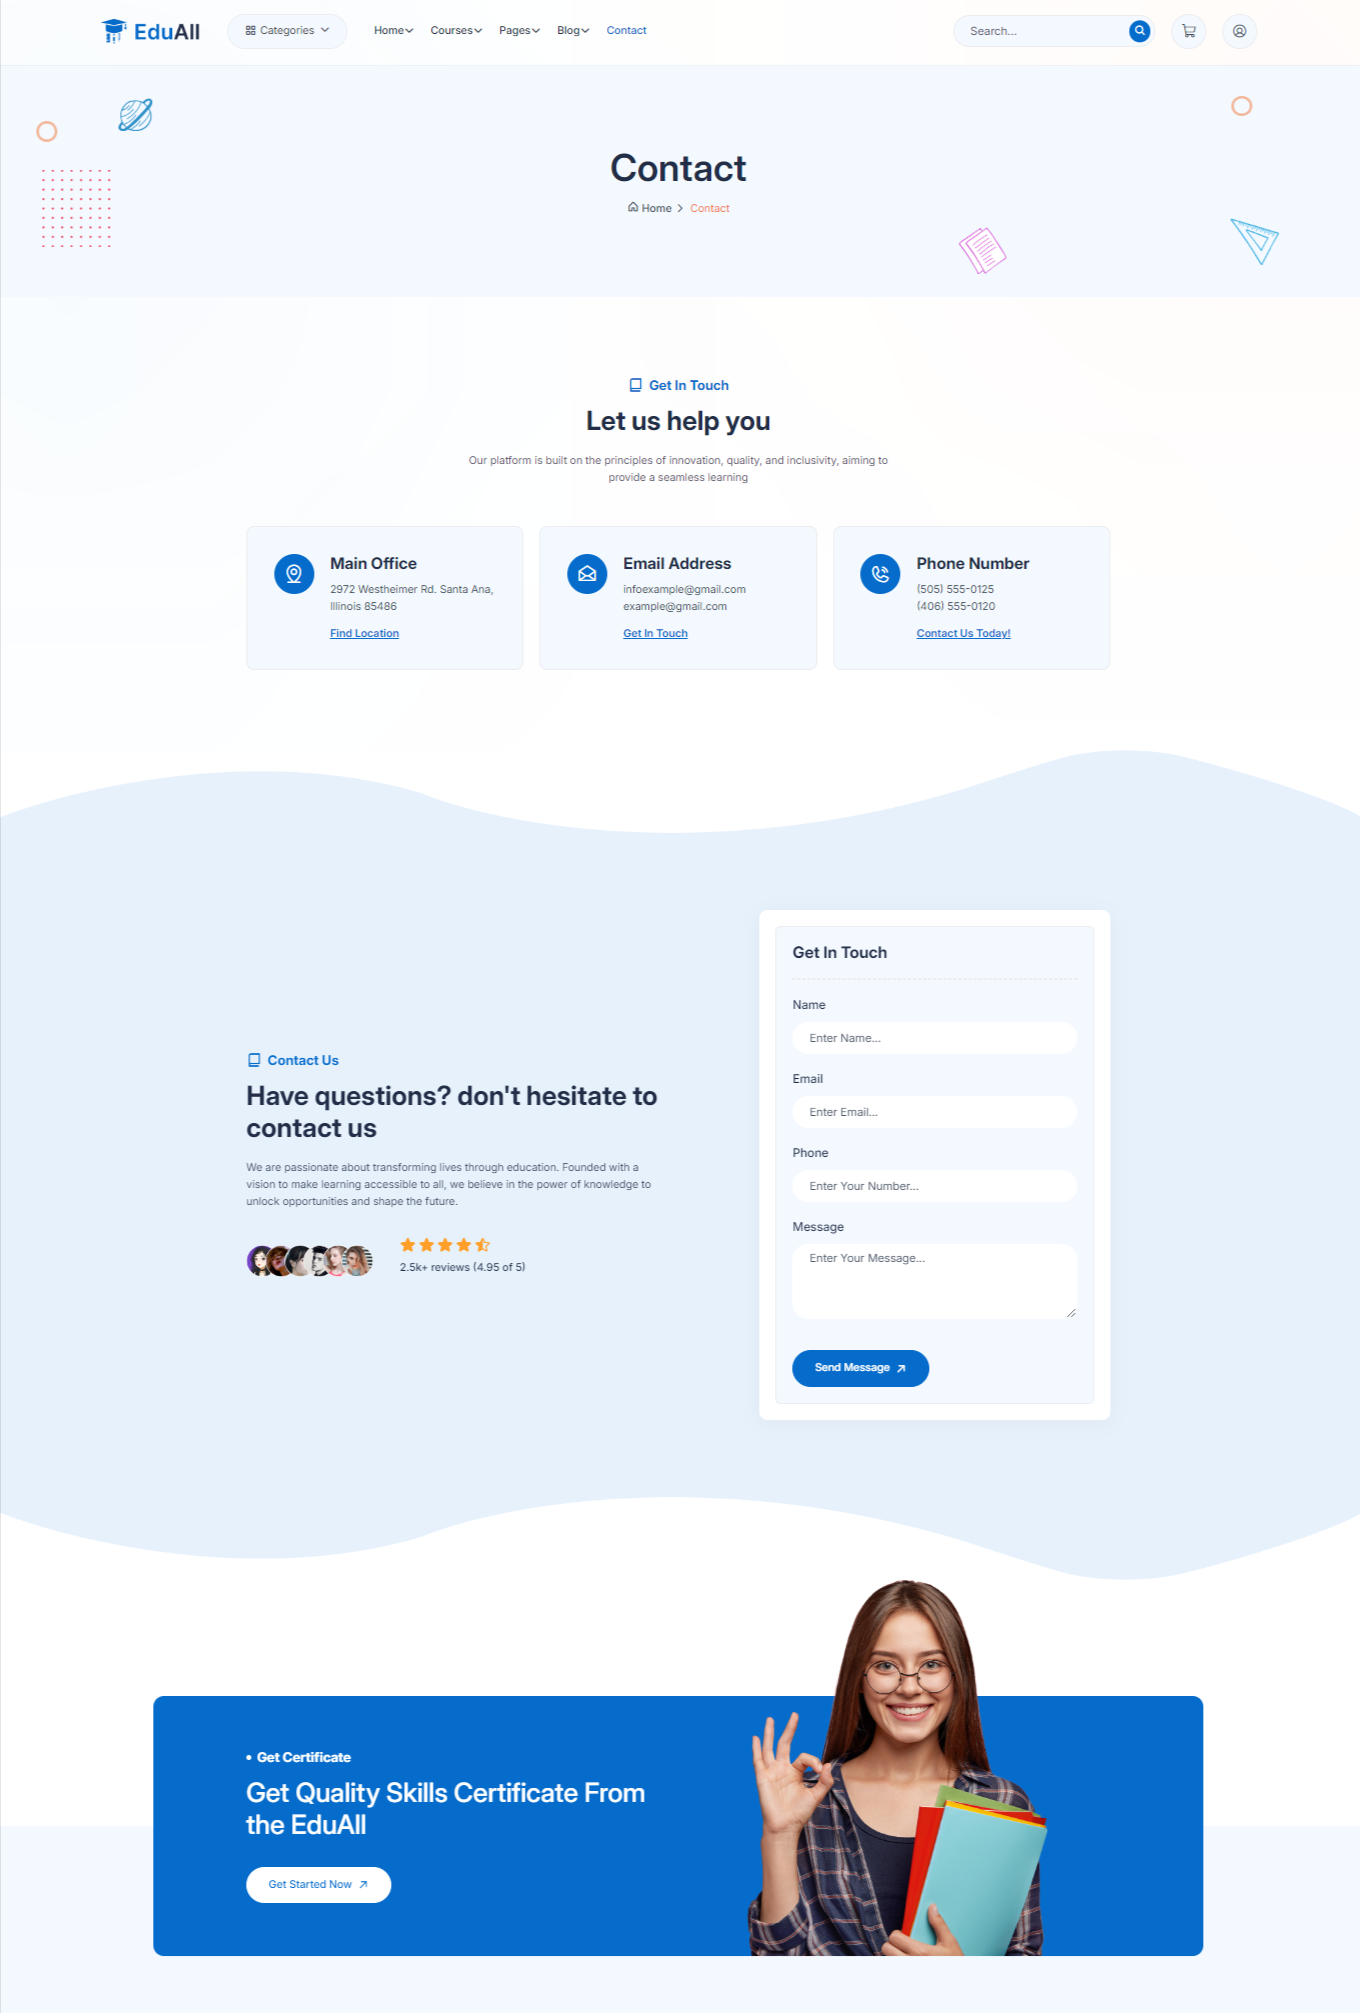 EduAll
Categories
Home
Courses
Pages
Blog
Contact
Search...
Contact
Home
Contact
Get In Touch
Let us help you
Our platform is built on the principles of innovation, quality, and inclusivity, aiming to
provide a seamless learning
Main Office
2972 Westheimer Rd. Santa Ana,
Illinois 85486
Find Location
Email Address
infoexample@gmail.com
example@gmail.com
Get In Touch
Phone Number
(505) 555-0125
(406) 555-0120
Contact Us Today!
Contact Us
Have questions? don't hesitate to
contact us
We are passionate about transforming lives through education. Founded with a
vision to make learning accessible to all, we believe in the power of knowledge to
unlock opportunities and shape the future.
2.5k+ reviews (4.95 of 5)
Get In Touch
Name
Enter Name...
Email
Enter Email...
Phone
Enter Your Number...
Message
Enter Your Message...
Send Message
• Get Certificate
Get Quality Skills Certificate From
the EduAll
Get Started Now